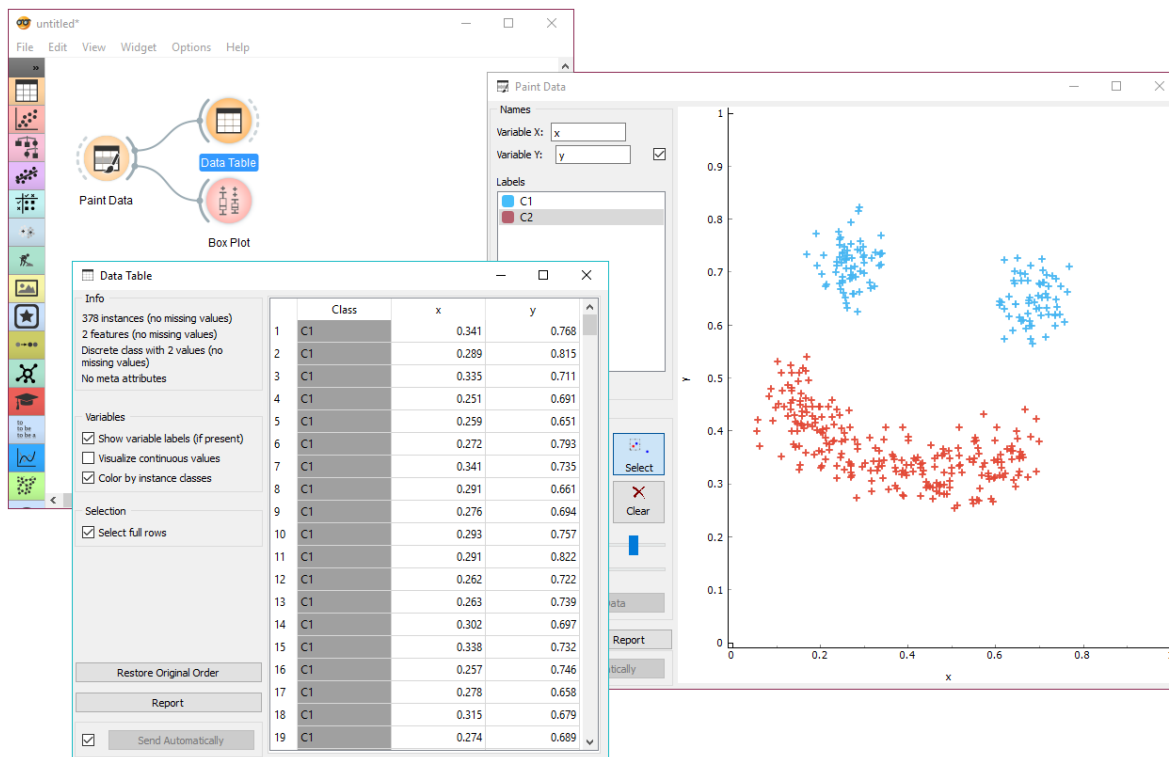 untitled*
File Edit View Widget Options Help
»
to
to be
to be a
Paint Data
Data Table
Box Plot
Paint Data
Names
Variable X: x
Variable Y: y
Labels
C1
C2
Select
Clear
ata
Report
tically
y
1
0.9
0.8
0.7
0.6
0.5
0.4
0.3
0.2
0.1
0
0 0.2 0.4 0.6 0.8 1
x
Data Table
Info
378 instances (no missing values)
2 features (no missing values)
Discrete class with 2 values (no
missing values)
No meta attributes
Variables
Show variable labels (if present)
Visualize continuous values
Color by instance classes
Selection
Select full rows
Restore Original Order
Report
Send Automatically
Class x y
1 C1 0.341 0.768
2 C1 0.289 0.815
3 C1 0.335 0.711
4 C1 0.251 0.691
5 C1 0.259 0.651
6 C1 0.272 0.793
7 C1 0.341 0.735
8 C1 0.291 0.661
9 C1 0.276 0.694
10 C1 0.293 0.757
11 C1 0.291 0.822
12 C1 0.262 0.722
13 C1 0.263 0.739
14 C1 0.302 0.697
15 C1 0.338 0.732
16 C1 0.257 0.746
17 C1 0.278 0.658
18 C1 0.315 0.679
19 C1 0.274 0.689